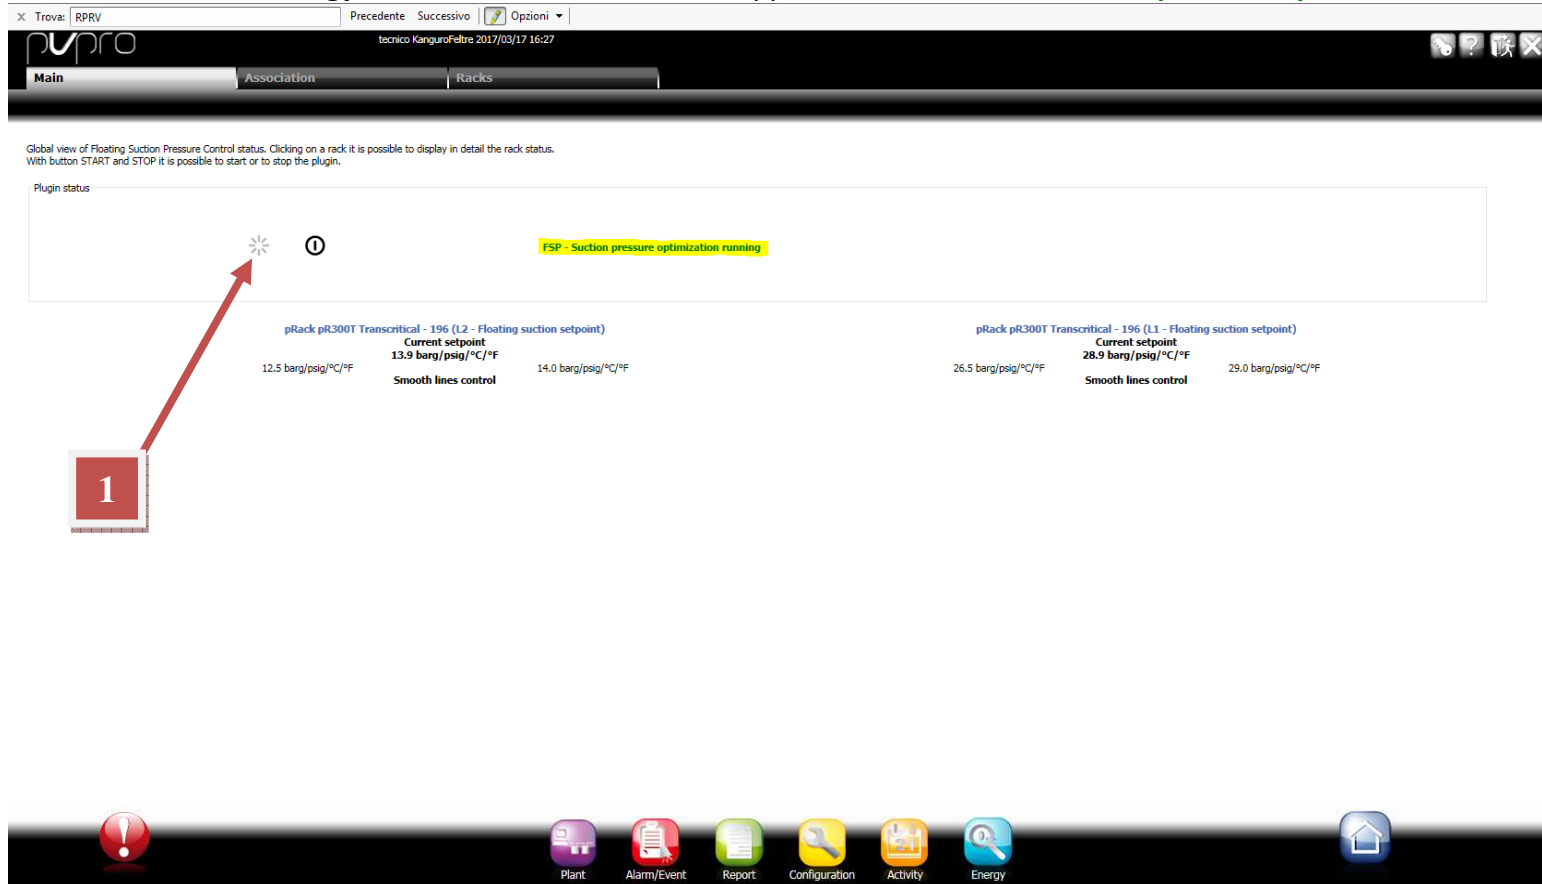 x Trova: RPRV Precedente Successivo Opzioni
pvpro tecnico KanguroFeltre 2017/03/17 16:27
Main Association Racks
Global view of Floating Suction Pressure Control status. Clicking on a rack it is possible to display in detail the rack status.
With button START and STOP it is possible to start or to stop the plugin.
Plugin status
FSP - Suction pressure optimization running
pRack pR300T Transcritical - 196 (L2 - Floating suction setpoint)
Current setpoint
13.9 barg/psig/°C/°F
12.5 barg/psig/°C/°F 14.0 barg/psig/°C/°F
Smooth lines control
pRack pR300T Transcritical - 196 (L1 - Floating suction setpoint)
Current setpoint
28.9 barg/psig/°C/°F
26.5 barg/psig/°C/°F 29.0 barg/psig/°C/°F
Smooth lines control
1
Plant Alarm/Event Report Configuration Activity Energy